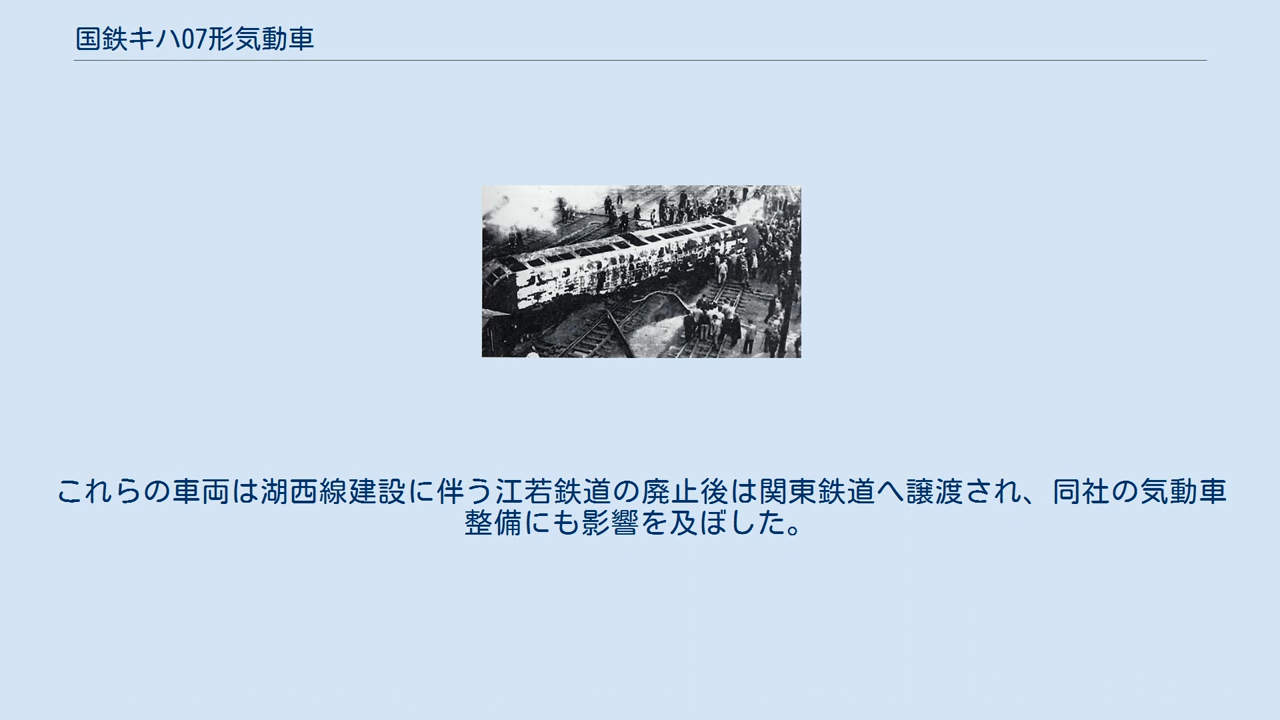 国鉄キハ07形気動車
これらの車両は湖西線建設に伴う江若鉄道の廃止後は関東鉄道へ譲渡され、同社の気動車
整備にも影響を及ぼした。